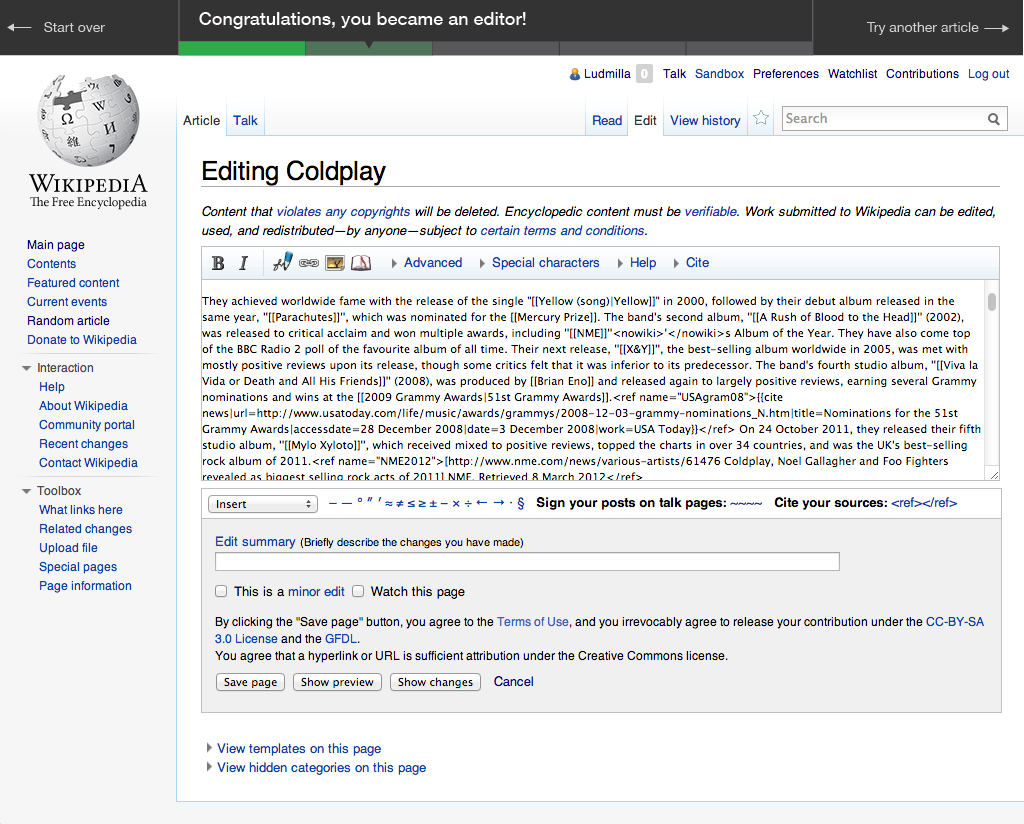 Start over
Congratulations, you became an editor!
Try another article
Ludmilla 0 Talk Sandbox Preferences Watchlist Contributions Log out
Article Talk
Read Edit View history
Search
WIKIPEDIA
The Free Encyclopedia
Main page
Contents
Featured content
Current events
Random article
Donate to Wikipedia
Interaction
Help
About Wikipedia
Community portal
Recent changes
Contact Wikipedia
Toolbox
What links here
Related changes
Upload file
Special pages
Page information
Editing Coldplay
Content that violates any copyrights will be deleted. Encyclopedic content must be verifiable. Work submitted to Wikipedia can be edited,
used, and redistributed—by anyone—subject to certain terms and conditions.
B I Advanced Special characters Help Cite
They achieved worldwide fame with the release of the single "[[Yellow (song)|Yellow]]" in 2000, followed by their debut album released in the
same year, ''[[Parachutes]]'', which was nominated for the [[Mercury Prize]]. The band's second album, ''[[A Rush of Blood to the Head]]'' (2002),
was released to critical acclaim and won multiple awards, including ''[[NME]]''<nowiki>'</nowiki>s Album of the Year. They have also come top
of the BBC Radio 2 poll of the favourite album of all time. Their next release, ''[[X&Y]]'', the best-selling album worldwide in 2005, was met with
mostly positive reviews upon its release, though some critics felt that it was inferior to its predecessor. The band's fourth studio album, ''[[Viva la
Vida or Death and All His Friends]]'' (2008), was produced by [[Brian Eno]] and released again to largely positive reviews, earning several Grammy
nominations and wins at the [[2009 Grammy Awards|51st Grammy Awards]].<ref name="USAgram08">{{cite
news|url=http://www.usatoday.com/life/music/awards/grammys/2008-12-03-grammy-nominations_N.htm|title=Nominations for the 51st
Grammy Awards|accessdate=28 December 2008|date=3 December 2008|work=USA Today}}</ref> On 24 October 2011, they released their fifth
studio album, ''[[Mylo Xyloto]]'', which received mixed to positive reviews, topped the charts in over 34 countries, and was the UK's best-selling
rock album of 2011.<ref name="NME2012">[http://www.nme.com/news/various-artists/61476 Coldplay, Noel Gallagher and Foo Fighters
revealed as biggest selling rock acts of 2011] NME. Retrieved 8 March 2012</ref>
Insert – — ° ″ ′ ≈ ≠ ≤ ≥ ± − × ÷ ← → · § Sign your posts on talk pages: ~~~~ Cite your sources: <ref></ref>
Edit summary (Briefly describe the changes you have made)
This is a minor edit Watch this page
By clicking the "Save page" button, you agree to the Terms of Use, and you irrevocably agree to release your contribution under the CC-BY-SA
3.0 License and the GFDL.
You agree that a hyperlink or URL is sufficient attribution under the Creative Commons license.
Save page Show preview Show changes Cancel
View templates on this page
View hidden categories on this page